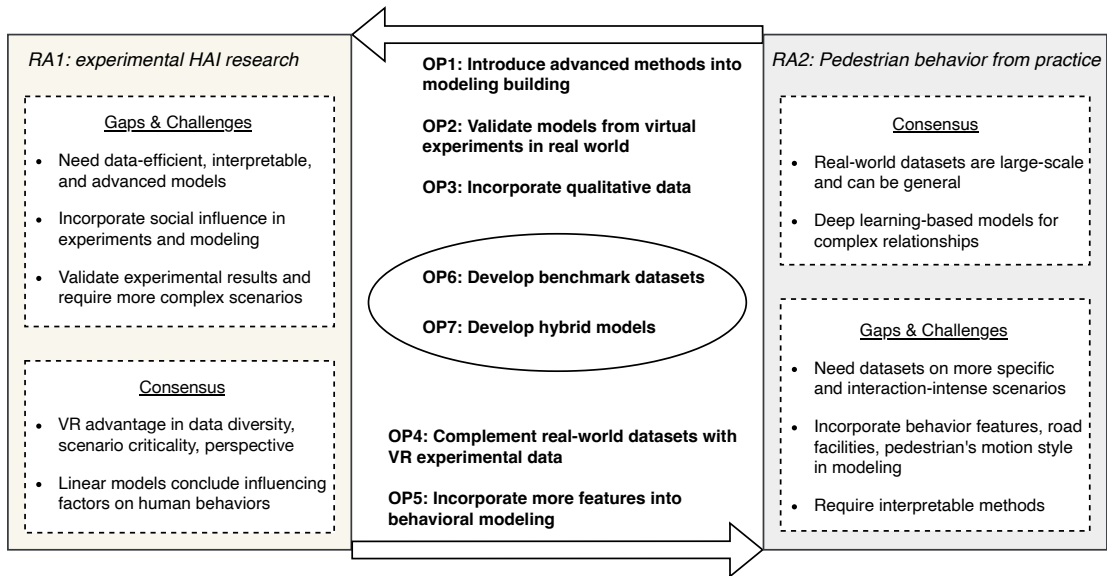 RA1: experimental HAI research
Gaps & Challenges
• Need data-efficient, interpretable,
and advanced models
• Incorporate social influence in
experiments and modeling
• Validate experimental results and
require more complex scenarios
Consensus
• VR advantage in data diversity,
scenario criticality, perspective
• Linear models conclude influencing
factors on human behaviors
OP1: Introduce advanced methods into
modeling building
OP2: Validate models from virtual
experiments in real world
OP3: Incorporate qualitative data
OP6: Develop benchmark datasets
OP7: Develop hybrid models
OP4: Complement real-world datasets with
VR experimental data
OP5: Incorporate more features into
behavioral modeling
RA2: Pedestrian behavior from practice
Consensus
• Real-world datasets are large-scale
and can be general
• Deep learning-based models for
complex relationships
Gaps & Challenges
• Need datasets on more specific
and interaction-intense scenarios
• Incorporate behavior features, road
facilities, pedestrian's motion style
in modeling
• Require interpretable methods